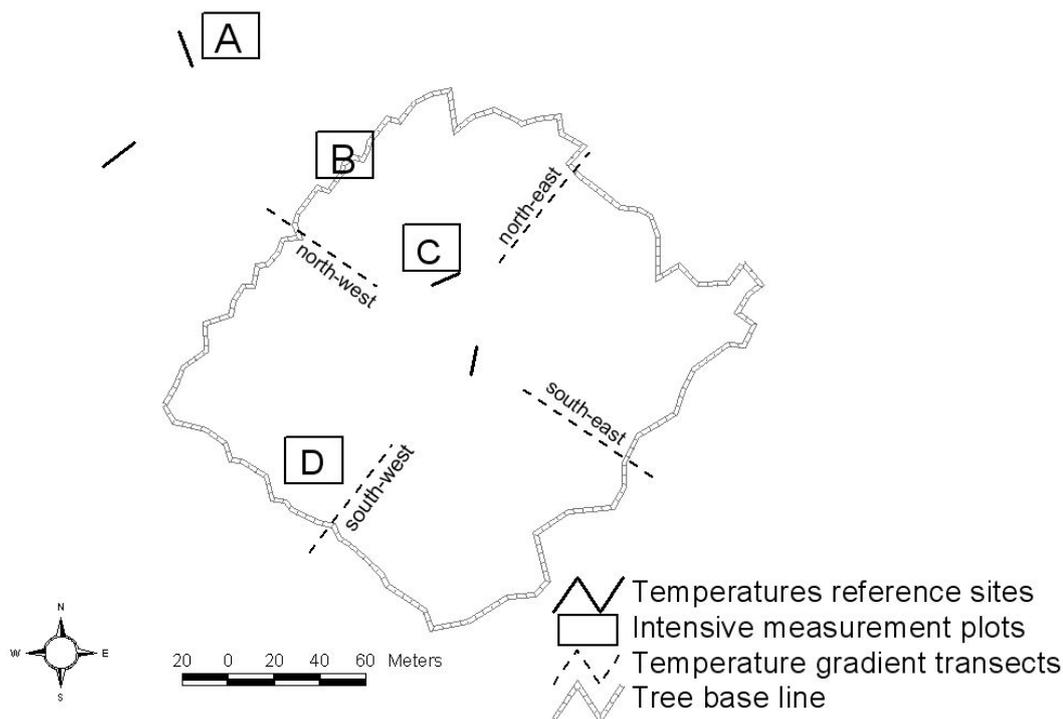 A
B
north-east
C
north-west
south-east
D
south-west
N
W E
S
20 0 20 40 60 Meters
Temperatures reference sites
Intensive measurement plots
Temperature gradient transects
Tree base line